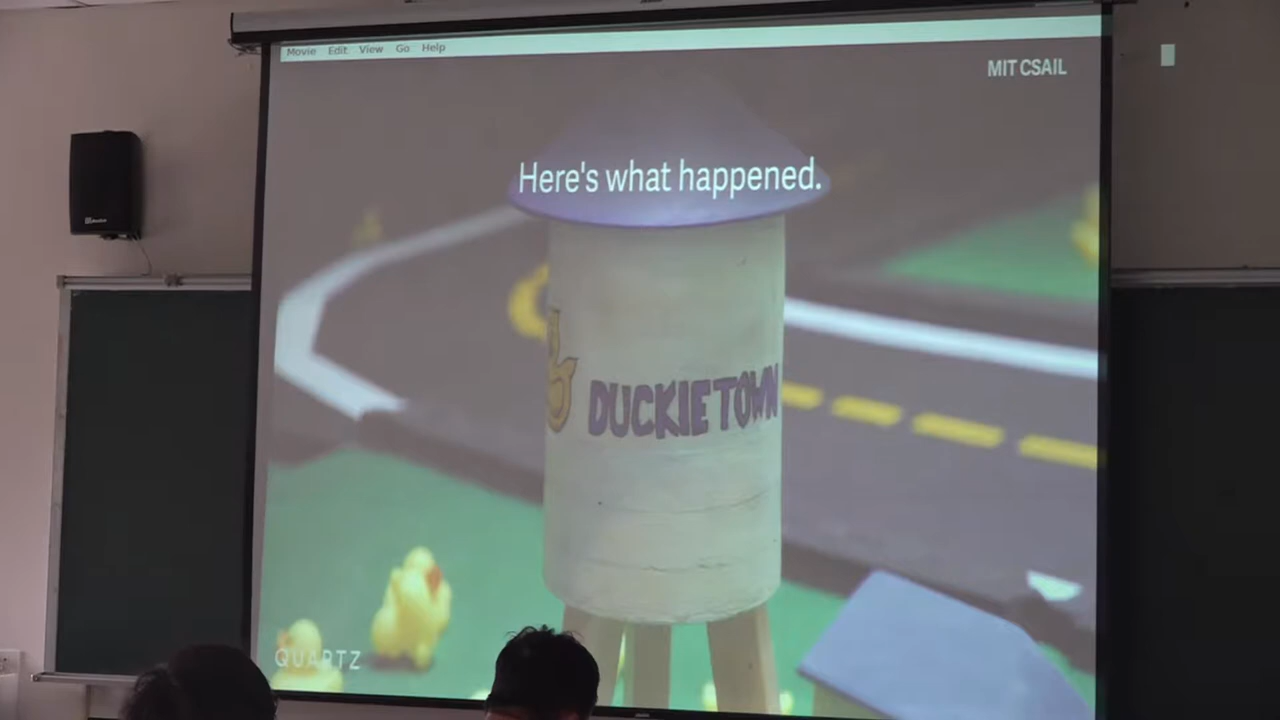 Movie Edit View Go Help
MIT CSAIL
Here's what happened.
DUCKIETOWN
QUARTZ